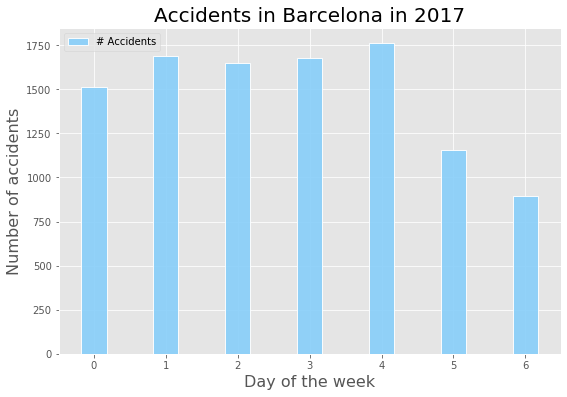 Accidents in Barcelona in 2017
# Accidents
1750
1500
1250
1000
750
500
250
0
Number of accidents
0 1 2 3 4 5 6
Day of the week